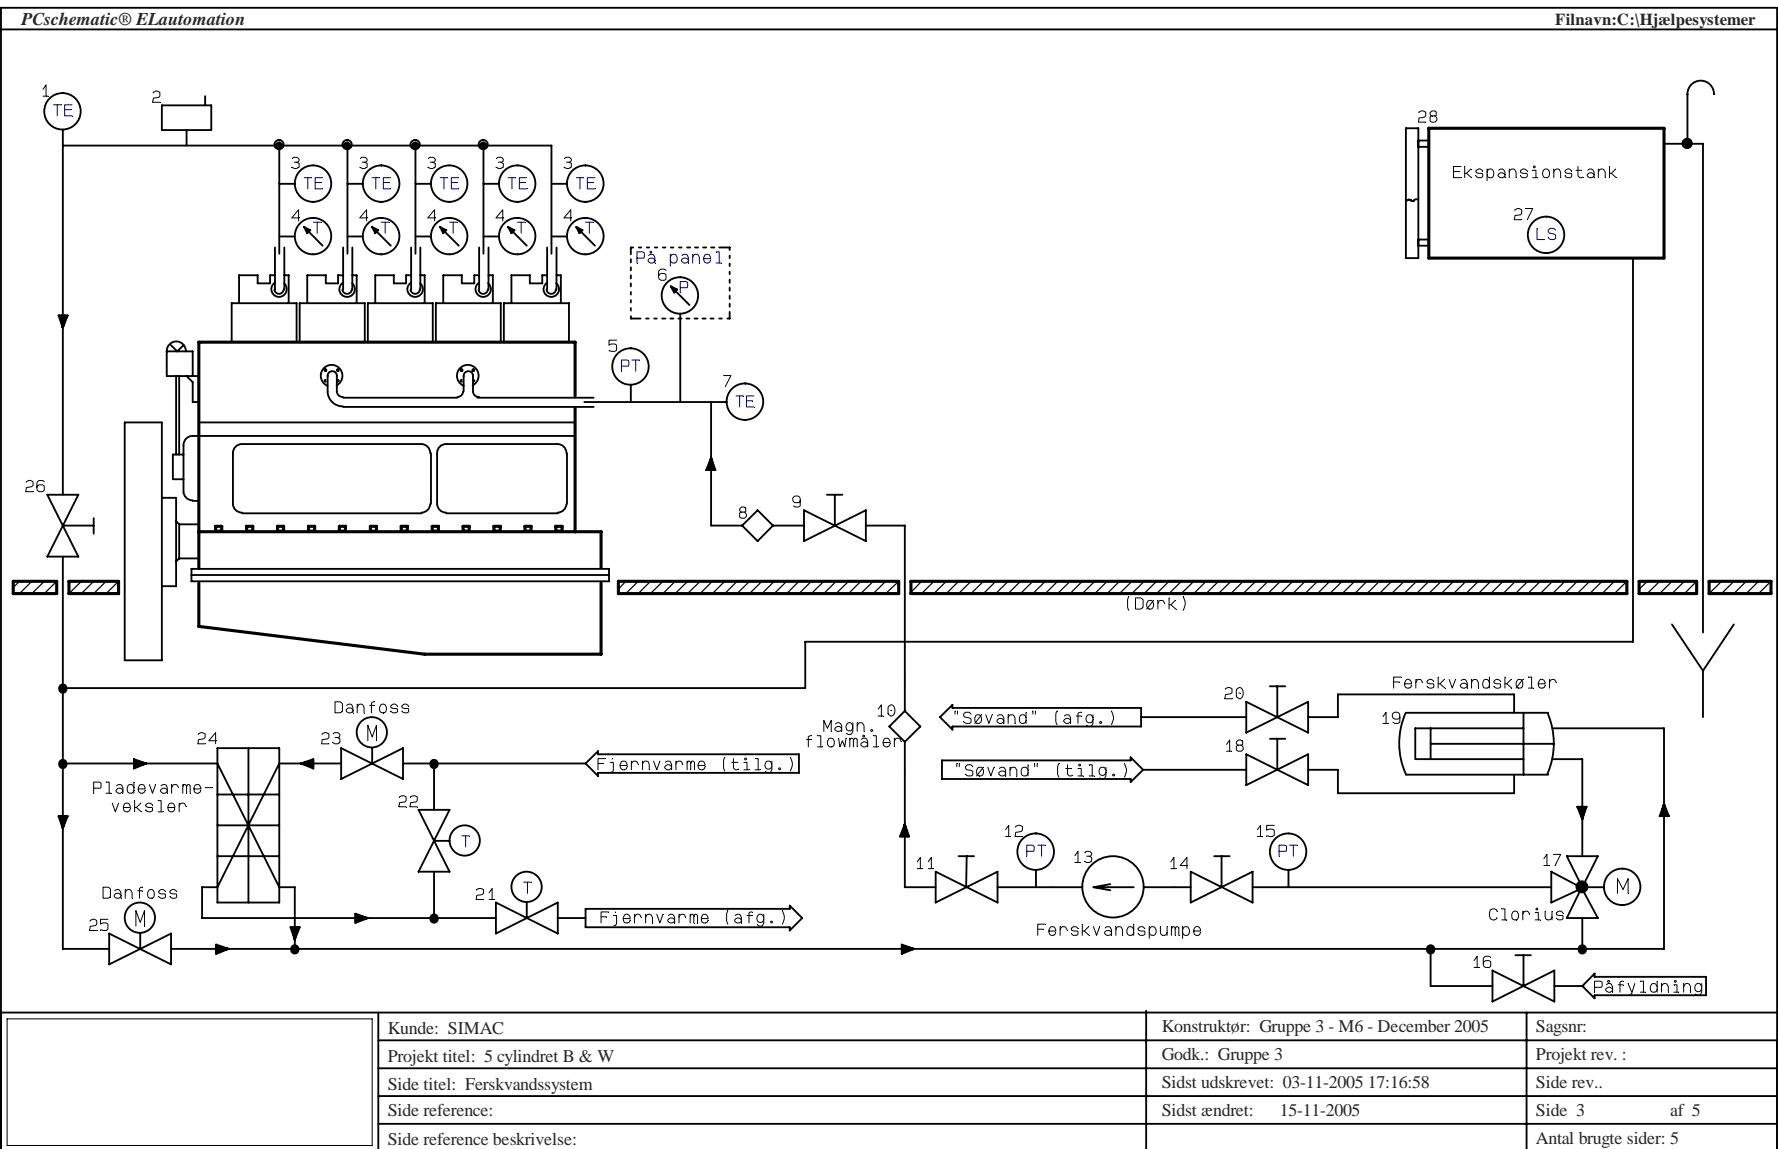 PCschematic® ELautomation
Filnavn:C:\Hjælpesystemer
1
TE
2
3 TE 3 TE 3 TE 3 TE 3 TE
4 T 4 T 4 T 4 T 4 T
28
Ekspansionstank
27
LS
På panel
6
P
5
PT
7
TE
26
8
9
(Dørk)
Ferskvandskøler
20
19
10
Magn.
flowmåler
"Søvand" (afg.)
18
"Søvand" (tilg.)
Danfoss
24
23
M
Fjernvarme (tilg.)
Pladevarme-
veksler
22
T
12
PT
13
15
PT
11
14
17
M
Clorius
Ferskvandspumpe
21
T
Fjernvarme (afg.)
Danfoss
M
25
16
Påfyldning
Kunde: SIMAC
Konstruktør: Gruppe 3 - M6 - December 2005
Sagsnr:
Projekt titel: 5 cylindret B & W
Godk.: Gruppe 3
Projekt rev. :
Side titel: Ferskvandssystem
Sidst udskrevet: 03-11-2005 17:16:58
Side rev..
Side reference:
Sidst ændret: 15-11-2005
Side 3 af 5
Side reference beskrivelse:
Antal brugte sider: 5